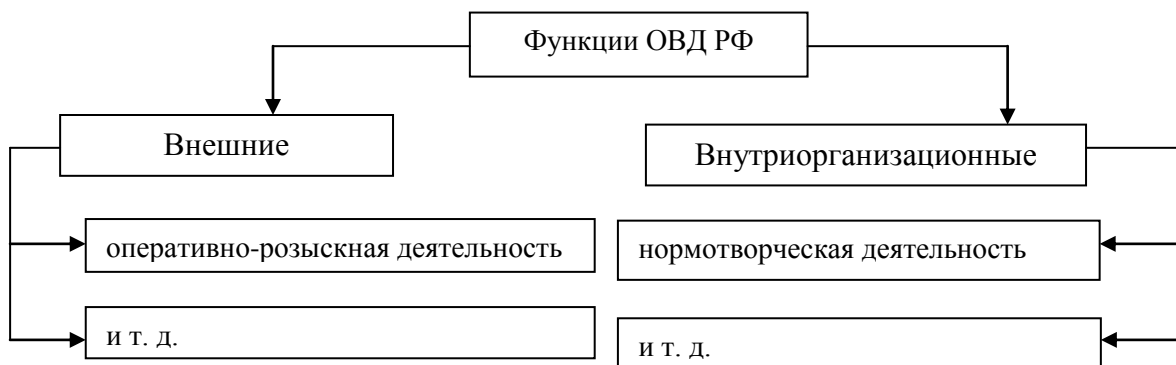 Функции ОВД РФ
Внешние
Внутриорганизационные
оперативно-розыскная деятельность
нормотворческая деятельность
и т. д.
и т. д.